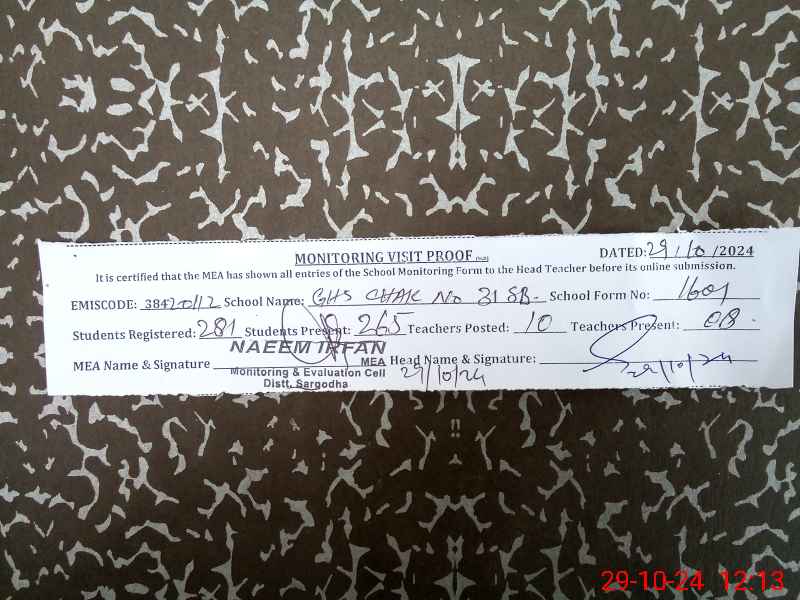 MONITORING VISIT PROOF DATED: 29/10/2024
It is certified that the MEA has shown all entries of the School Monitoring Form to the Head Teacher before its online submission.
EMISCODE: 38420112 School Name: GHS CHAK No 31 SB. School Form No: 1601
Students Registered: 281 Students Present: 265 Teachers Posted: 10 Teachers Present: 08
MEA Name & Signature NAEEM IRFAN Head Name & Signature:
MEA 29/10/24 29/10/24
Monitoring & Evaluation Cell
Distt, Sargodha
29-10-24 12:13